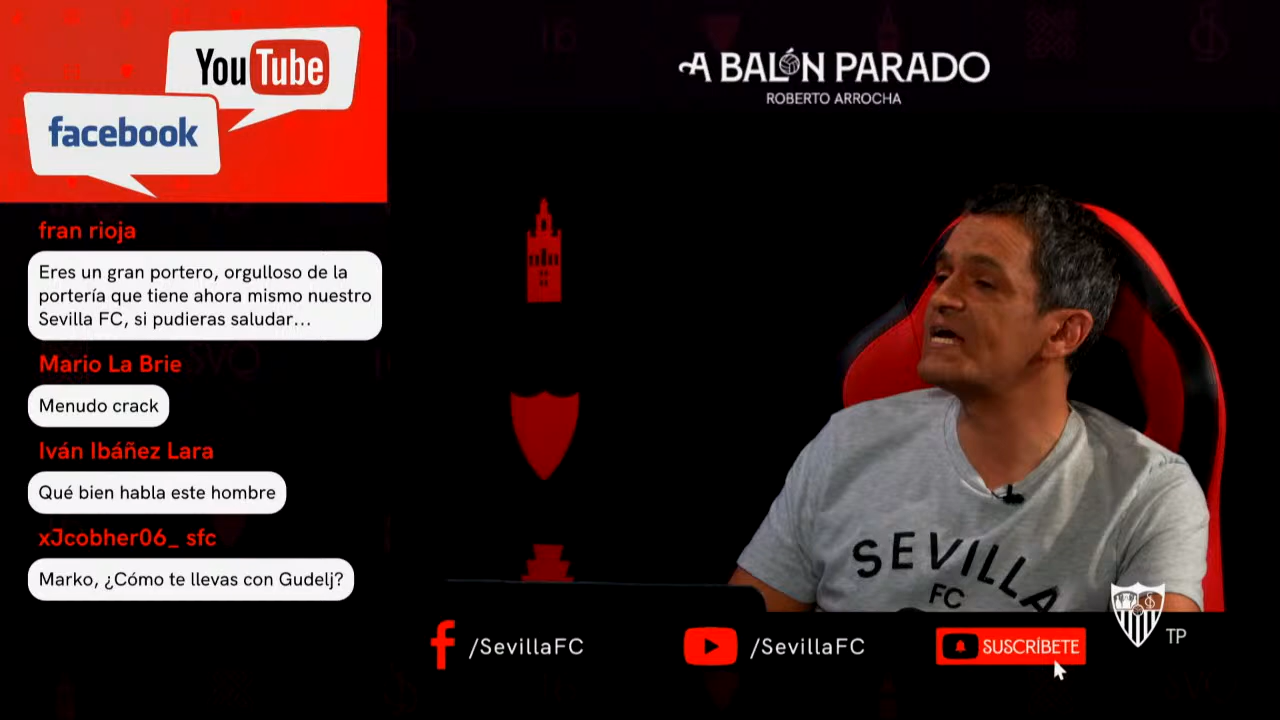 YouTube
facebook
A BALÓN PARADO
ROBERTO ARROCHA
fran rioja
Eres un gran portero, orgulloso de la
portería que tiene ahora mismo nuestro
Sevilla FC, si pudieras saludar...
Mario La Brie
Menudo crack
Iván Ibáñez Lara
Qué bien habla este hombre
xJcobher06_ sfc
Marko, ¿Cómo te llevas con Gudelj?
SEVILLA
FC
/SevillaFC
/SevillaFC
SUSCRÍBETE
TP